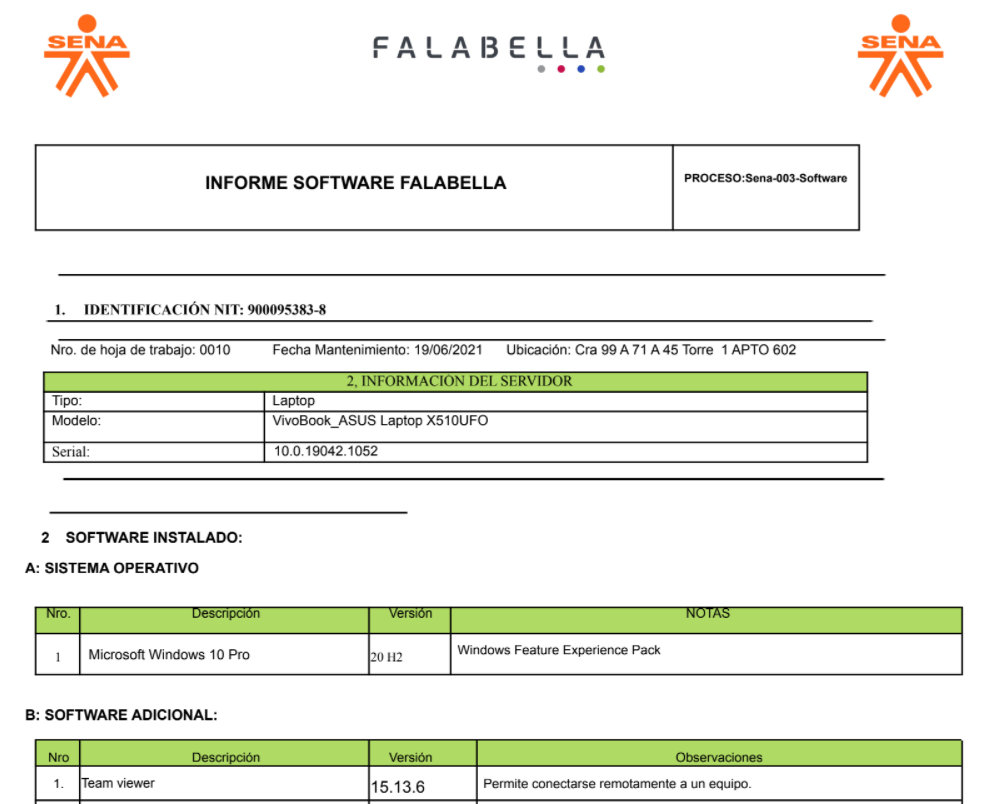 SENA
FALABELLA
SENA
INFORME SOFTWARE FALABELLA
PROCESO:Sena-003-Software
1. IDENTIFICACIÓN NIT: 900095383-8
Nro. de hoja de trabajo: 0010 Fecha Mantenimiento: 19/06/2021 Ubicación: Cra 99 A 71 A 45 Torre 1 APTO 602
2, INFORMACION DEL SERVIDOR
Tipo: Laptop
Modelo: VivoBook_ASUS Laptop X510UFO
Serial: 10.0.19042.1052
2 SOFTWARE INSTALADO:
A: SISTEMA OPERATIVO
Nro. Descripción Versión NOTAS
1 Microsoft Windows 10 Pro 20 H2 Windows Feature Experience Pack
B: SOFTWARE ADICIONAL:
Nro Descripción Versión Observaciones
1. Team viewer 15.13.6 Permite conectarse remotamente a un equipo.